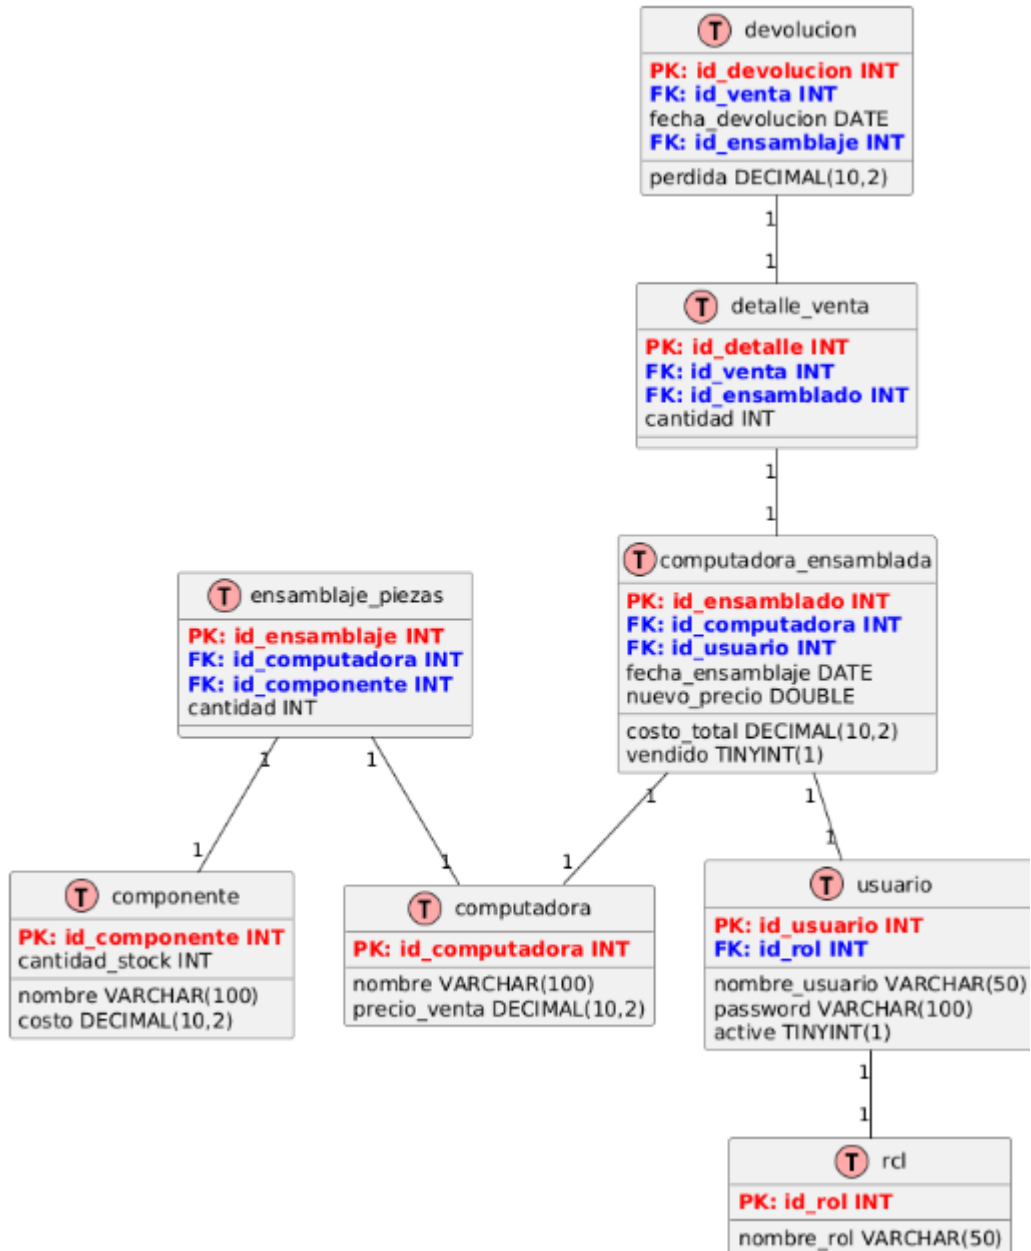 T devolucion
PK: id_devolucion INT
FK: id_venta INT
fecha_devolucion DATE
FK: id_ensamblaje INT
perdida DECIMAL(10,2)
1
1
T detalle_venta
PK: id_detalle INT
FK: id_venta INT
FK: id_ensamblado INT
cantidad INT
1
1
T computadora_ensamblada
PK: id_ensamblado INT
FK: id_computadora INT
FK: id_usuario INT
fecha_ensamblaje DATE
nuevo_precio DOUBLE
costo_total DECIMAL(10,2)
vendido TINYINT(1)
T ensamblaje_piezas
PK: id_ensamblaje INT
FK: id_computadora INT
FK: id_componente INT
cantidad INT
1
1
1
1
1
1
1
1
T componente
PK: id_componente INT
cantidad_stock INT
nombre VARCHAR(100)
costo DECIMAL(10,2)
T computadora
PK: id_computadora INT
nombre VARCHAR(100)
precio_venta DECIMAL(10,2)
T usuario
PK: id_usuario INT
FK: id_rol INT
nombre_usuario VARCHAR(50)
password VARCHAR(100)
active TINYINT(1)
1
1
T rcl
PK: id_rol INT
nombre_rol VARCHAR(50)